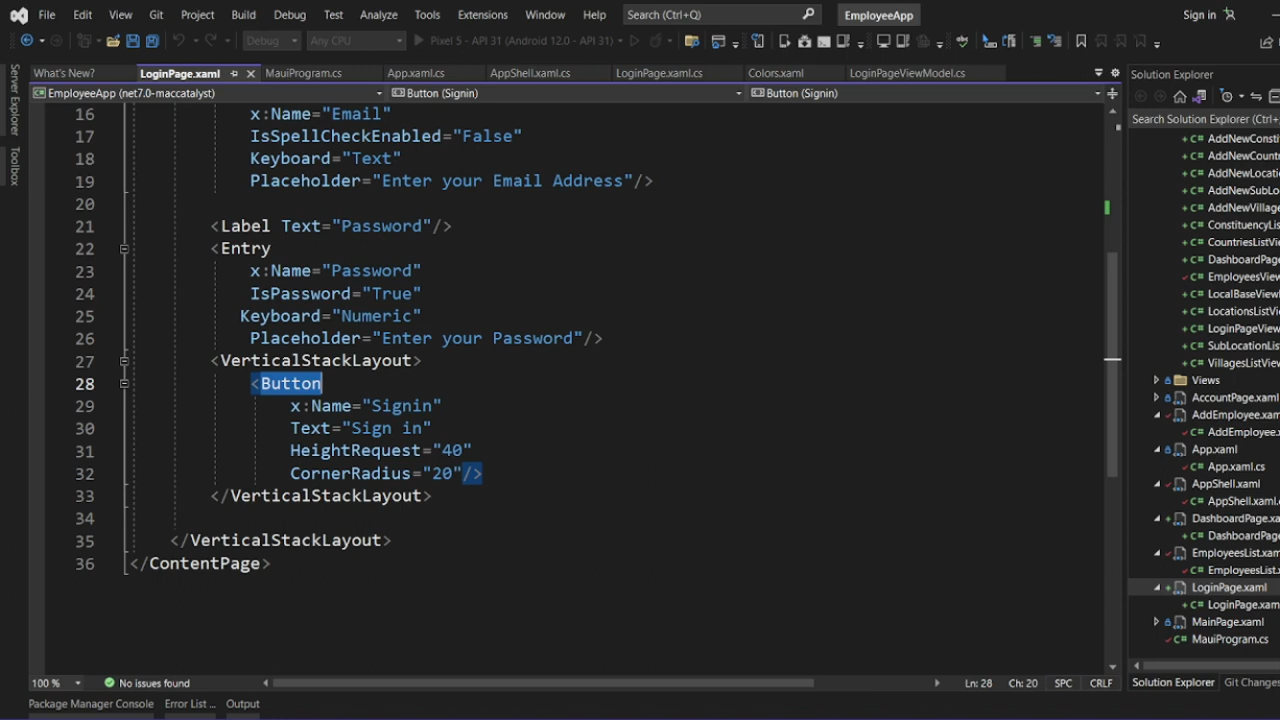 File Edit View Git Project Build Debug Test Analyze Tools Extensions Window Help Search (Ctrl+Q) EmployeeApp Sign in
Debug Any CPU Pixel 5 - API 31 (Android 12.0 - API 31)
What's New? LoginPage.xaml MauiProgram.cs App.xaml.cs AppShell.xaml.cs LoginPage.xaml.cs Colors.xaml LoginPageViewModel.cs
EmployeeApp (net7.0-maccatalyst) Button (Signin) Button (Signin)
Server Explorer
Toolbox
16 x:Name="Email"
17 IsSpellCheckEnabled="False"
18 Keyboard="Text"
19 Placeholder="Enter your Email Address"/>
20
21 <Label Text="Password"/>
22 <Entry
23 x:Name="Password"
24 IsPassword="True"
25 Keyboard="Numeric"
26 Placeholder="Enter your Password"/>
27 <VerticalStackLayout>
28 <Button
29 x:Name="Signin"
30 Text="Sign in"
31 HeightRequest="40"
32 CornerRadius="20"/>
33 </VerticalStackLayout>
34
35 </VerticalStackLayout>
36 </ContentPage>
100 % No issues found Ln: 28 Ch: 20 SPC CRLF
Package Manager Console Error List ... Output
Solution Explorer
Search Solution Explorer (Ctrl+
C# AddNewConsti
C# AddNewCount
C# AddNewLocati
C# AddNewSubLo
C# AddNewVillag
C# ConstituencyLis
C# CountriesListVi
C# DashboardPag
C# EmployeesView
C# LocalBaseView
C# LocationsListVi
C# LoginPageView
C# SubLocationList
C# VillagesListView
Views
AccountPage.xaml
AddEmployee.x
C# AddEmployee.
App.xaml
C# App.xaml.cs
AppShell.xaml
C# AppShell.xaml.c
DashboardPage
C# DashboardPage
EmployeesList.xam
C# EmployeesList.x
LoginPage.xaml
C# LoginPage.xam
MainPage.xaml
C# MauiProgram.cs
Solution Explorer Git Changes